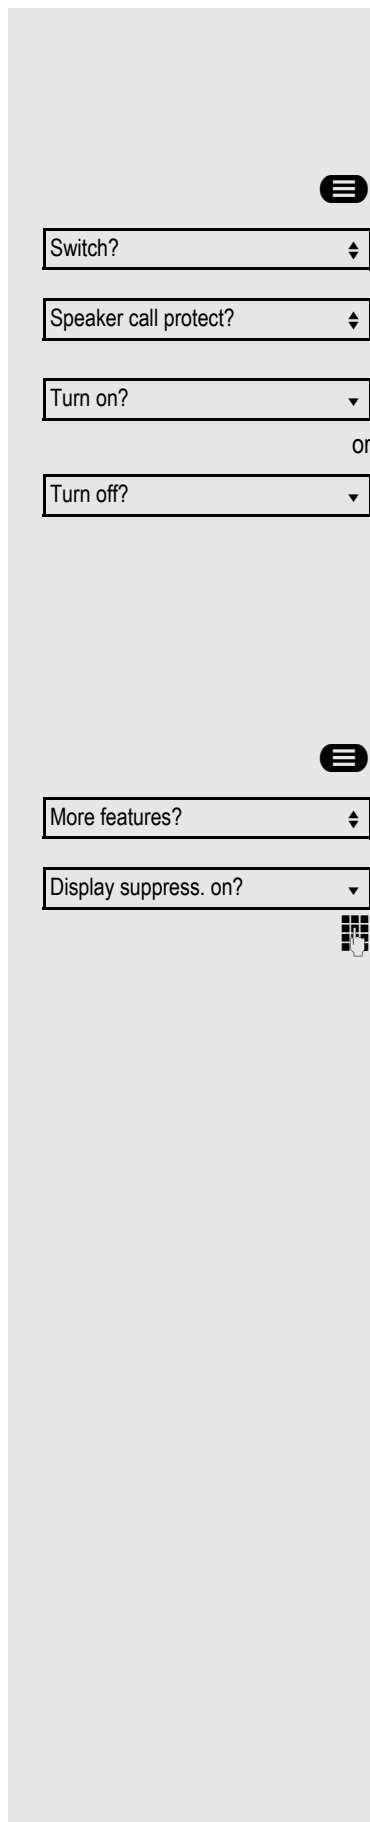 Switch?
Speaker call protect?
Turn on?
or
Turn off?
More features?
Display suppress. on?